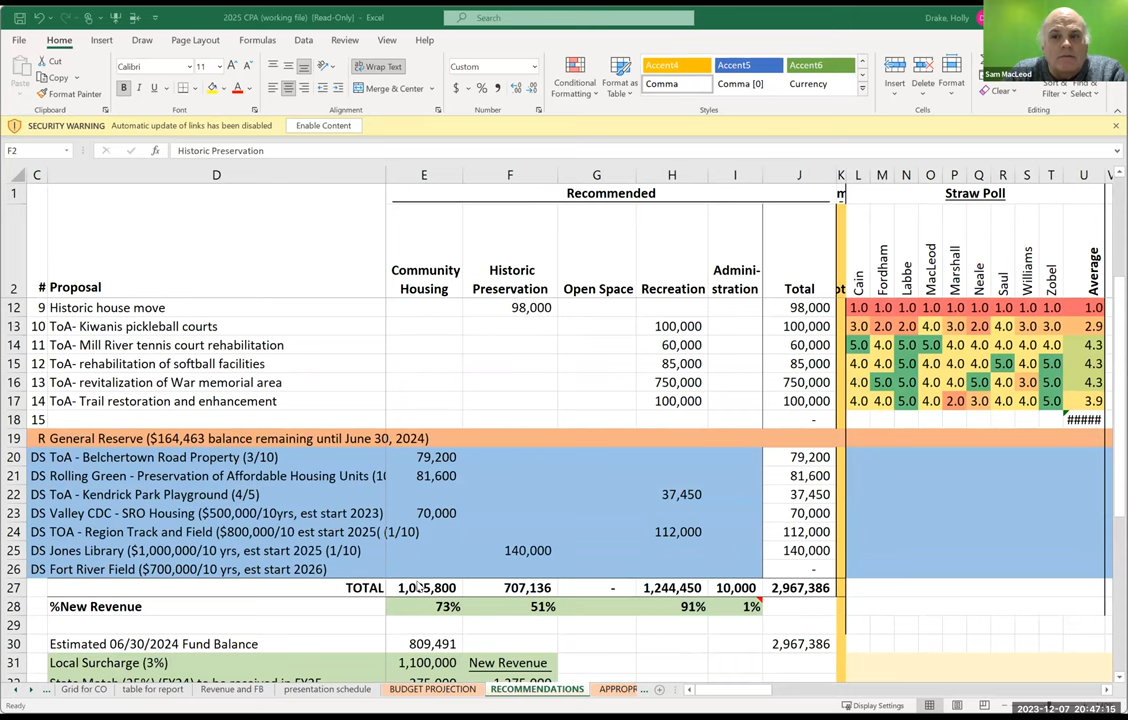 2025 CPA (working file) [Read-Only] - Excel
Search
Drake, Holly
File Home Insert Draw Page Layout Formulas Data Review View Help
Sam MacLeod
Paste Cut Copy Format Painter Calibri 11 Wrap Text Merge & Center Custom Conditional Formatting Format as Table Accent4 Accent5 Accent6 Comma Comma [0] Currency Insert Delete Format Clear Sort & Filter Find & Select
Clipboard Font Alignment Number Styles Cells Editing
SECURITY WARNING Automatic update of links has been disabled Enable Content
F2 Historic Preservation
C D E F G H I J K L M N O P Q R S T U V
1 Recommended m Straw Poll
2 # Proposal Community Housing Historic Preservation Open Space Recreation Admini-stration Total pt Cain Fordham Labbe MacLeod Marshall Neale Saul Williams Zobel Average
12 9 Historic house move 98,000 98,000 1.0 1.0 1.0 1.0 1.0 1.0 1.0 1.0 1.0 1.0
13 10 ToA- Kiwanis pickleball courts 100,000 100,000 3.0 2.0 2.0 4.0 3.0 2.0 4.0 3.0 3.0 2.9
14 11 ToA- Mill River tennis court rehabilitation 60,000 60,000 5.0 4.0 5.0 5.0 4.0 4.0 4.0 4.0 4.0 4.3
15 12 ToA- rehabilitation of softball facilities 85,000 85,000 4.0 4.0 5.0 4.0 4.0 4.0 5.0 4.0 5.0 4.3
16 13 ToA- revitalization of War memorial area 750,000 750,000 4.0 5.0 5.0 4.0 4.0 5.0 4.0 3.0 5.0 4.3
17 14 ToA- Trail restoration and enhancement 100,000 100,000 4.0 4.0 5.0 4.0 2.0 3.0 4.0 4.0 5.0 3.9
18 15 - #####
19 R General Reserve ($164,463 balance remaining until June 30, 2024)
20 DS ToA - Belchertown Road Property (3/10) 79,200 79,200
21 DS Rolling Green - Preservation of Affordable Housing Units (10 81,600 81,600
22 DS ToA - Kendrick Park Playground (4/5) 37,450 37,450
23 DS Valley CDC - SRO Housing ($500,000/10yrs, est start 2023) 70,000 70,000
24 DS TOA - Region Track and Field ($800,000/10 est start 2025( (1/10) 112,000 112,000
25 DS Jones Library ($1,000,000/10 yrs, est start 2025 (1/10) 140,000 140,000
26 DS Fort River Field ($700,000/10 yrs, est start 2026) -
27 TOTAL 707,136 - 1,244,450 10,000 2,967,386
28 %New Revenue 73% 51% 91% 1%
29
30 Estimated 06/30/2024 Fund Balance 809,491 2,967,386
31 Local Surcharge (3%) 1,100,000 New Revenue
... Grid for CO table for report Revenue and FB presentation schedule BUDGET PROJECTION RECOMMENDATIONS APPROPR ...
Ready Display Settings
2023-12-07 20:47:15